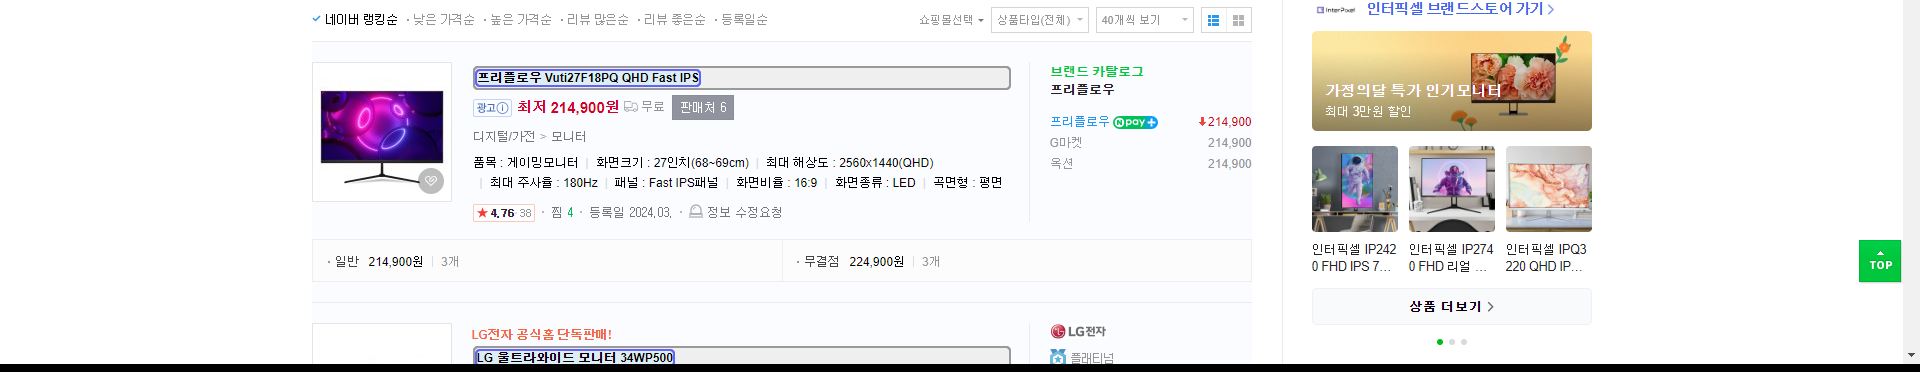 네이버 랭킹순 · 낮은 가격순 · 높은 가격순 · 리뷰 많은순 · 리뷰 좋은순 · 등록일순
쇼핑몰선택
상품타입(전체)
40개씩 보기
프리플로우 Vuti27F18PQ QHD Fast IPS
광고 최저 214,900원 무료 판매처 6
디지털/가전 > 모니터
품목 : 게이밍모니터 | 화면크기 : 27인치(68~69cm) | 최대 해상도 : 2560x1440(QHD)
| 최대 주사율 : 180Hz | 패널 : Fast IPS패널 | 화면비율 : 16:9 | 화면종류 : LED | 곡면형 : 평면
★ 4.76 · 38 · 찜 4 · 등록일 2024.03. · 정보 수정요청
브랜드 카탈로그
프리플로우
프리플로우 N pay+ 214,900
G마켓 214,900
옥션 214,900
· 일반 214,900원 | 3개
· 무결점 224,900원 | 3개
LG전자 공식홈 단독판매!
LG 울트라와이드 모니터 34WP500
LG전자
플래티넘
InterPixel 인터픽셀 브랜드스토어 가기 >
가정의달 특가 인기모니터
최대 3만원 할인
인터픽셀 IP242
0 FHD IPS 7...
인터픽셀 IP274
0 FHD 리얼 ...
인터픽셀 IPQ3
220 QHD IP...
상품 더보기 >
TOP